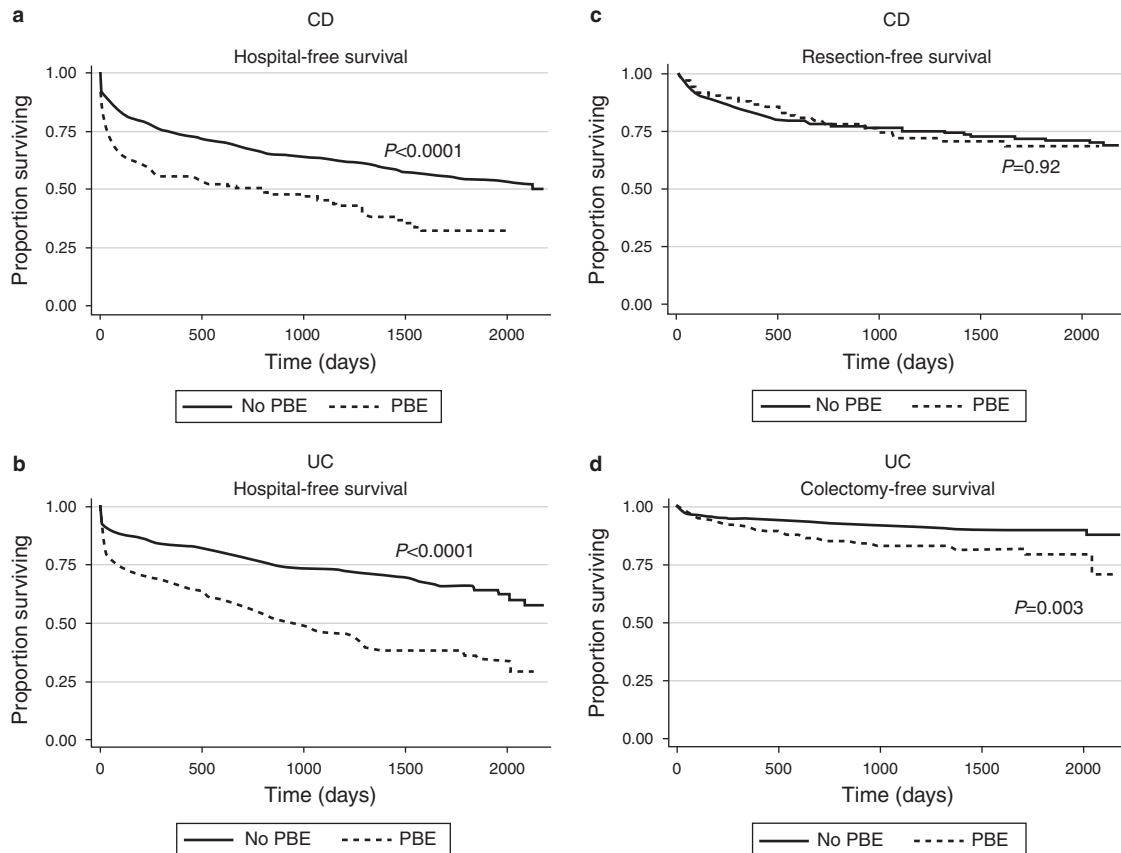 a
CD
Hospital-free survival
Proportion surviving
1.00
0.75
0.50
0.25
0.00
P<0.0001
0 500 1000 1500 2000
Time (days)
No PBE PBE
b
UC
Hospital-free survival
Proportion surviving
1.00
0.75
0.50
0.25
0.00
P<0.0001
0 500 1000 1500 2000
Time (days)
No PBE PBE
c
CD
Resection-free survival
Proportion surviving
1.00
0.75
0.50
0.25
0.00
P=0.92
0 500 1000 1500 2000
Time (days)
No PBE PBE
d
UC
Colectomy-free survival
Proportion surviving
1.00
0.75
0.50
0.25
0.00
P=0.003
0 500 1000 1500 2000
Time (days)
No PBE PBE